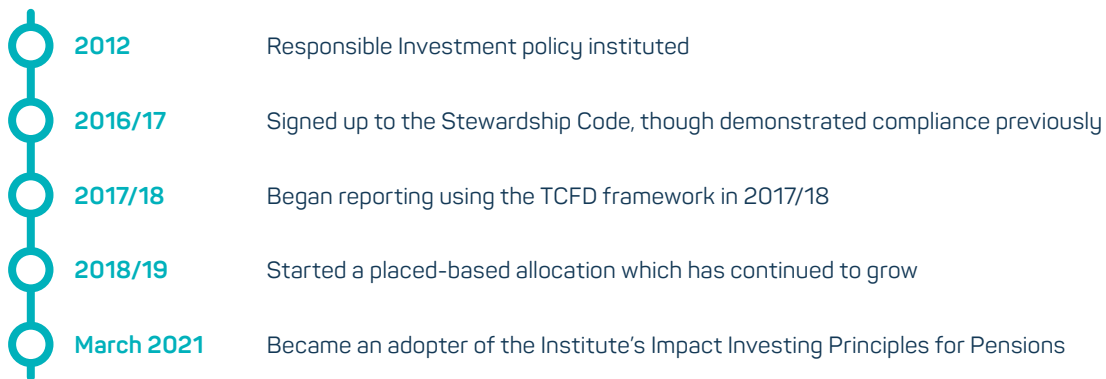 2012 Responsible Investment policy instituted
2016/17 Signed up to the Stewardship Code, though demonstrated compliance previously
2017/18 Began reporting using the TCFD framework in 2017/18
2018/19 Started a placed-based allocation which has continued to grow
March 2021 Became an adopter of the Institute's Impact Investing Principles for Pensions